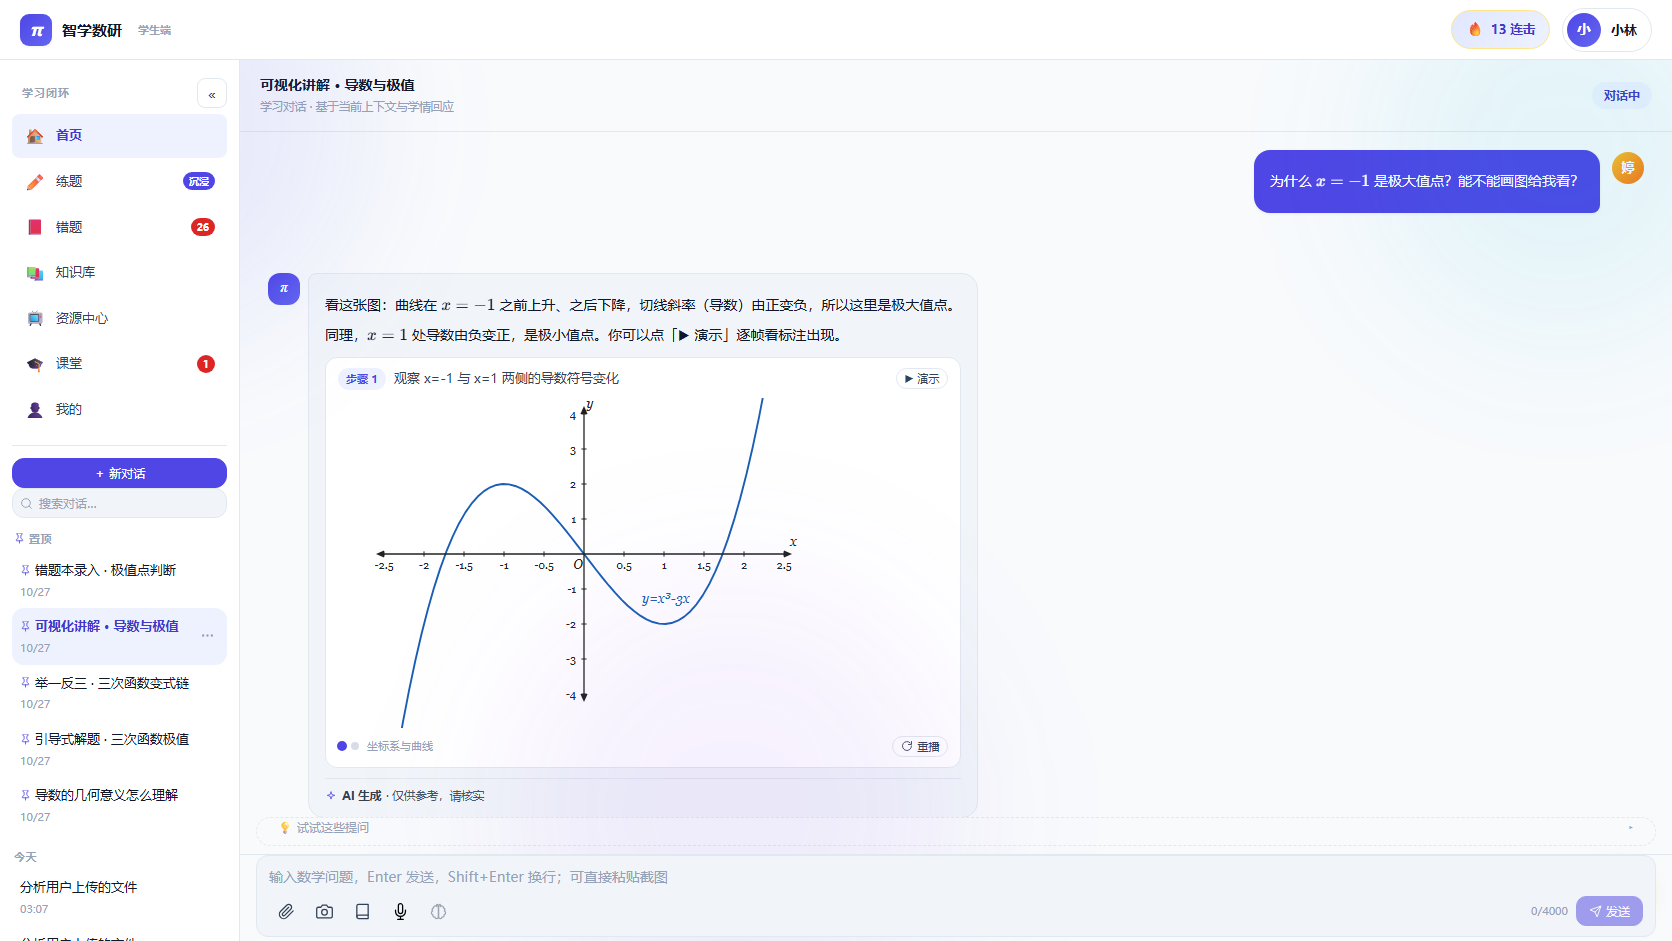 π 智学数研 学生端
🔥 13 连击
小 小林
学习闭环 «
首页
练题 沉浸
错题 26
知识库
资源中心
课堂 1
我的
+ 新对话
搜索对话...
置顶
错题本录入 · 极值点判断
10/27
可视化讲解 • 导数与极值 ...
10/27
举一反三 · 三次函数变式链
10/27
引导式解题 · 三次函数极值
10/27
导数的几何意义怎么理解
10/27
今天
分析用户上传的文件
03:07
可视化讲解 • 导数与极值
学习对话 · 基于当前上下文与学情回应
对话中
为什么 x = −1 是极大值点？能不能画图给我看？
婷
π
看这张图：曲线在 x = −1 之前上升、之后下降，切线斜率（导数）由正变负，所以这里是极大值点。
同理，x = 1 处导数由负变正，是极小值点。你可以点「▶ 演示」逐帧看标注出现。
步骤 1 观察 x=-1 与 x=1 两侧的导数符号变化
▶ 演示
y
4
3
2
1
x
-2.5 -2 -1.5 -1 -0.5 O 0.5 1 1.5 2 2.5
-1
y=x³-3x
-2
-3
-4
坐标系与曲线
重播
AI 生成 · 仅供参考，请核实
💡 试试这些提问
输入数学问题，Enter 发送，Shift+Enter 换行；可直接粘贴截图
0/4000 发送